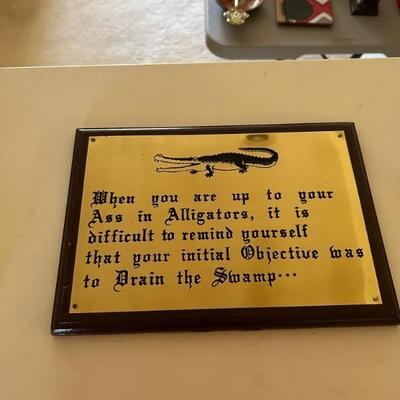 When you are up to your
Ass in Alligators, it is
difficult to remind yourself
that your initial Objective was
to Drain the Swamp···